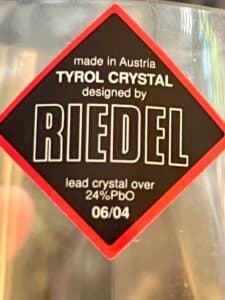 made in Austria
TYROL CRYSTAL
designed by
RIEDEL
lead crystal over
24%PbO
06/04